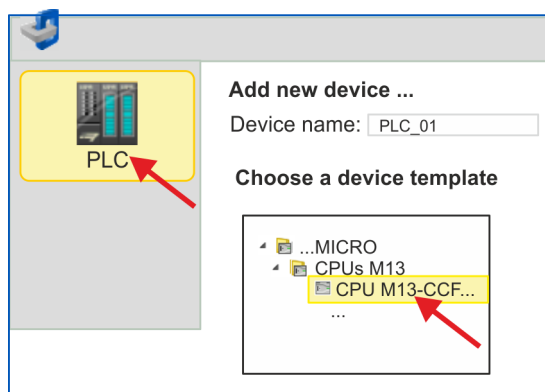 PLC
Add new device ...
Device name: PLC_01
Choose a device template
...MICRO
CPUs M13
CPU M13-CCF...
...